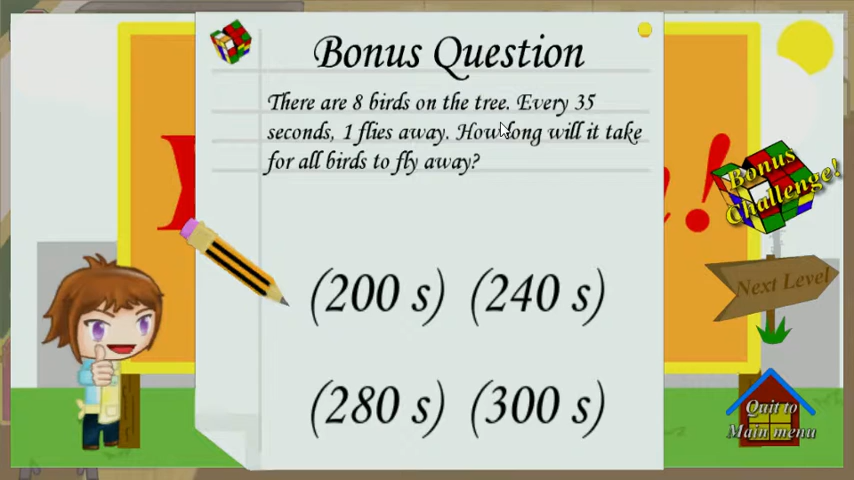 Bonus Question
There are 8 birds on the tree. Every 35
seconds, 1 flies away. How long will it take
for all birds to fly away?
(200 s) (240 s)
(280 s) (300 s)
Bonus
Challenge!
Next Level
Quit to
Main menu